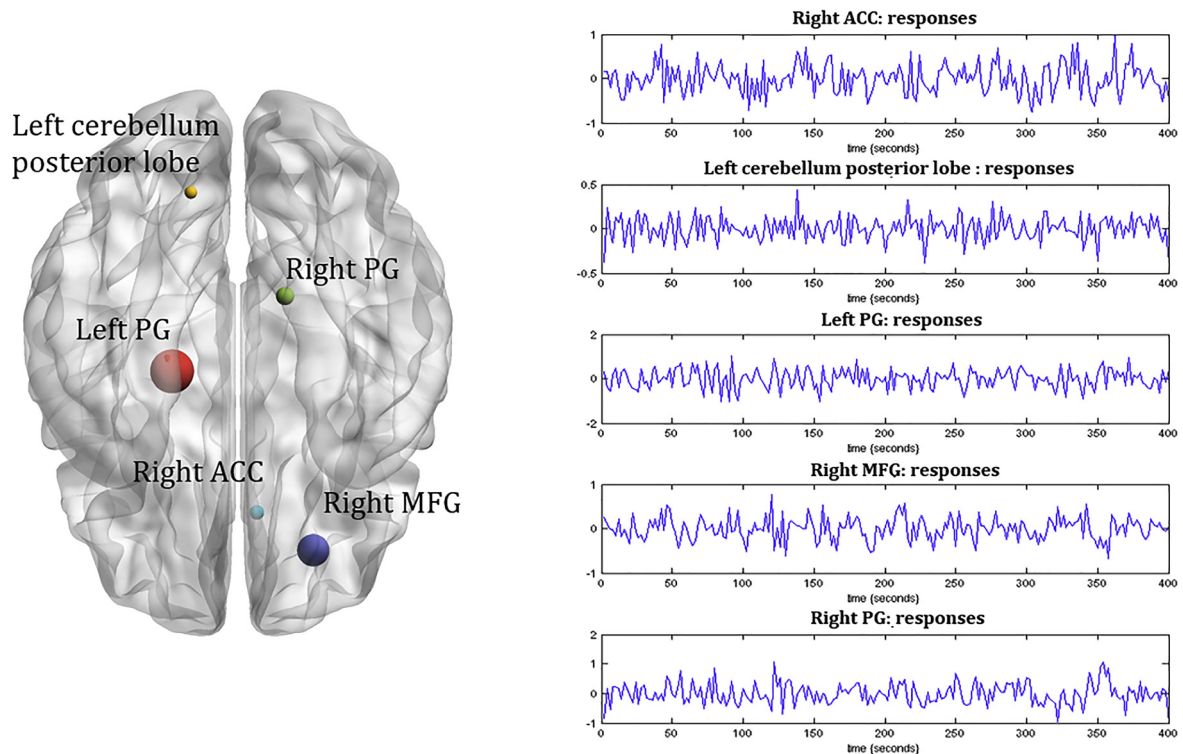 Left cerebellum
posterior lobe
Right PG
Left PG
Right ACC
Right MFG
Right ACC: responses
1
0
-1
0 50 100 150 200 250 300 350 400
time {seconds}
Left cerebellum posterior lobe : responses
0.5
0
-0.5
0 50 100 150 200 250 300 350 400
time {seconds}
Left PG: responses
2
0
-2
0 50 100 150 200 250 300 350 400
time {seconds}
Right MFG: responses
1
0
-1
0 50 100 150 200 250 300 350 400
time {seconds}
Right PG: responses
2
1
0
-1
0 50 100 150 200 250 300 350 400
time {seconds}